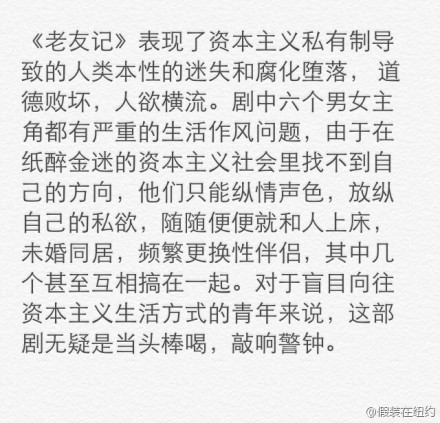 《老友记》表现了资本主义私有制导
致的人类本性的迷失和腐化堕落， 道
德败坏，人欲横流。剧中六个男女主
角都有严重的生活作风问题，由于在
纸醉金迷的资本主义社会里找不到自
己的方向，他们只能纵情声色，放纵
自己的私欲，随随便便就和人上床，
未婚同居，频繁更换性伴侣，其中几
个甚至互相搞在一起。对于盲目向往
资本主义生活方式的青年来说，这部
剧无疑是当头棒喝，敲响警钟。
@假装在纽约